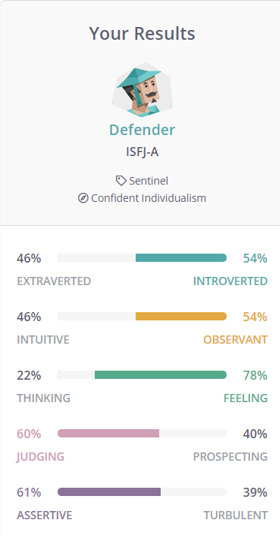 Your Results
Defender
ISFJ-A
Sentinel
Confident Individualism
46% 54%
EXTRAVERTED INTROVERTED
46% 54%
INTUITIVE OBSERVANT
22% 78%
THINKING FEELING
60% 40%
JUDGING PROSPECTING
61% 39%
ASSERTIVE TURBULENT